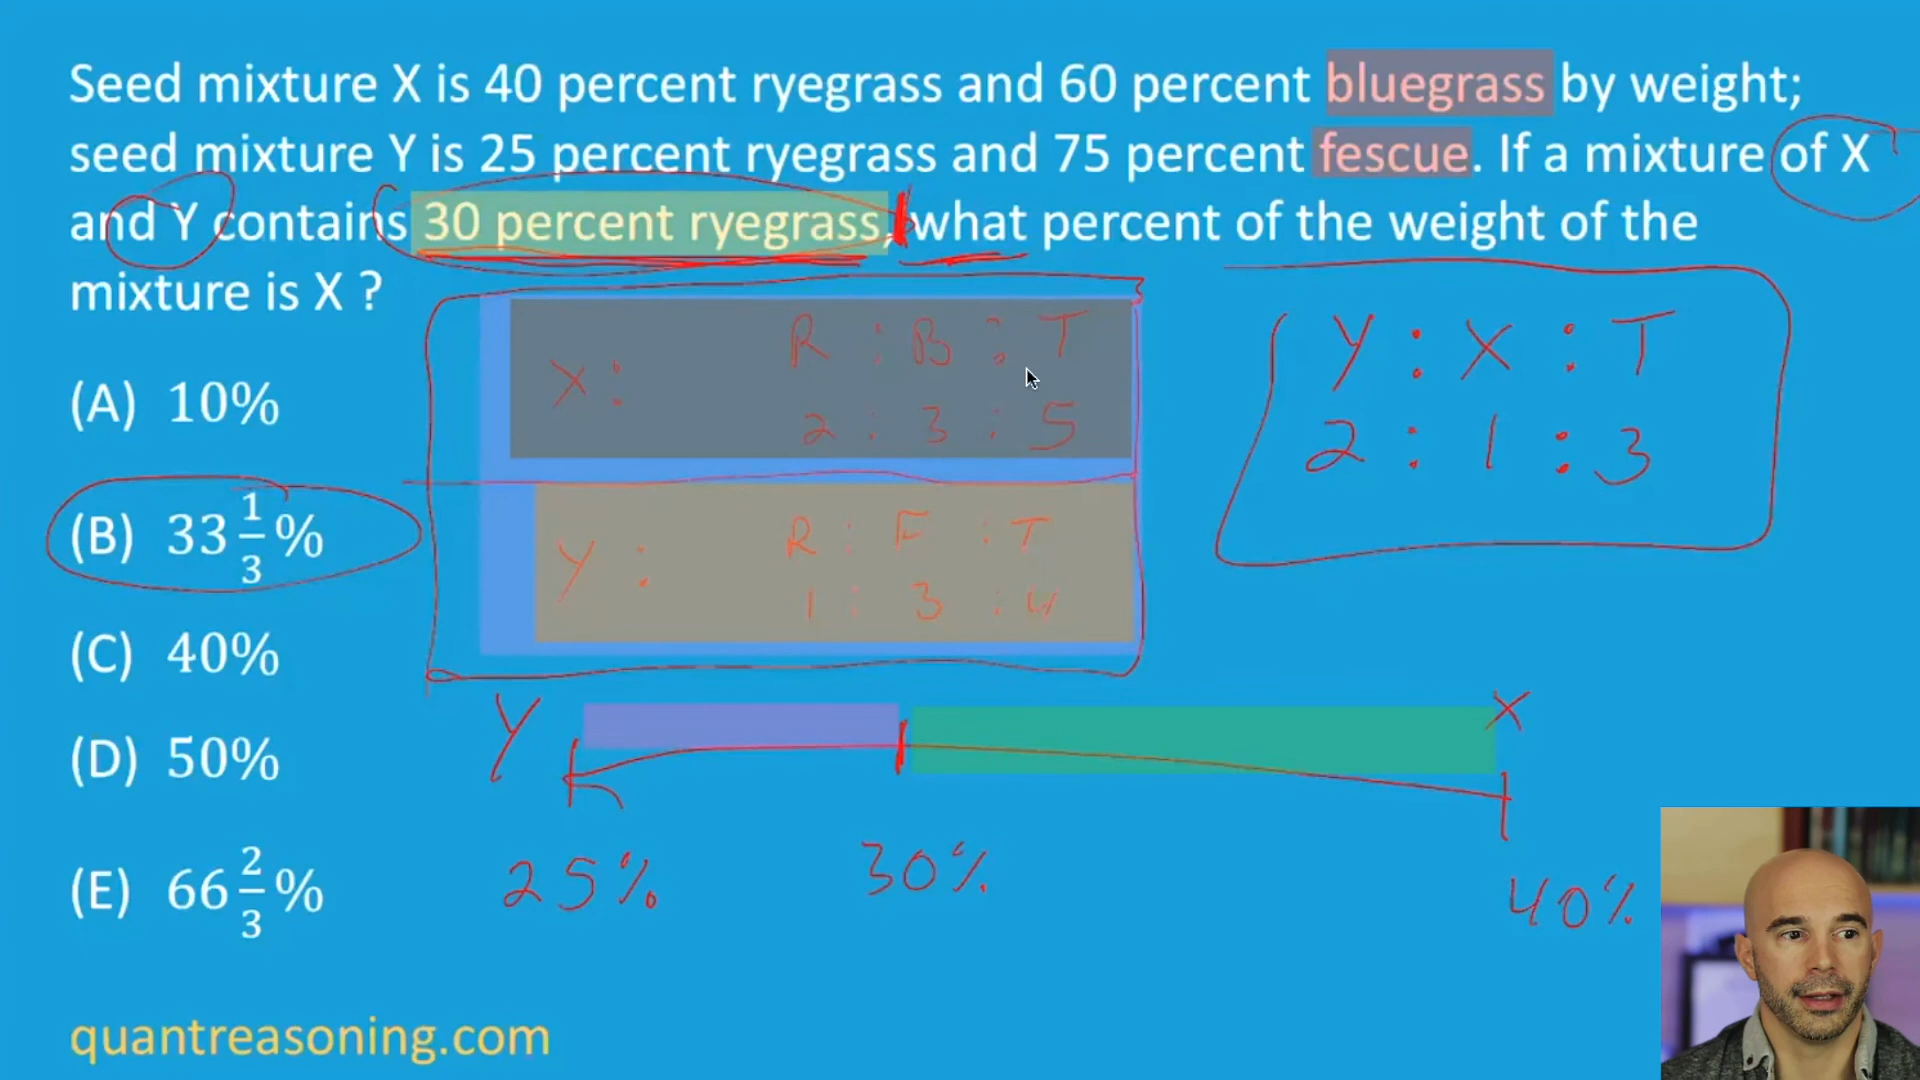 Seed mixture X is 40 percent ryegrass and 60 percent bluegrass by weight;
seed mixture Y is 25 percent ryegrass and 75 percent fescue. If a mixture of X
and Y contains 30 percent ryegrass, what percent of the weight of the
mixture is X ?
(A) 10%
(B) 33 1/3 %
(C) 40%
(D) 50%
(E) 66 2/3 %
X: R : B : T
2 : 3 : 5
Y: R : F : T
1 : 3 : 4
Y : X : T
2 : 1 : 3
Y X
25% 30% 40%
quantreasoning.com